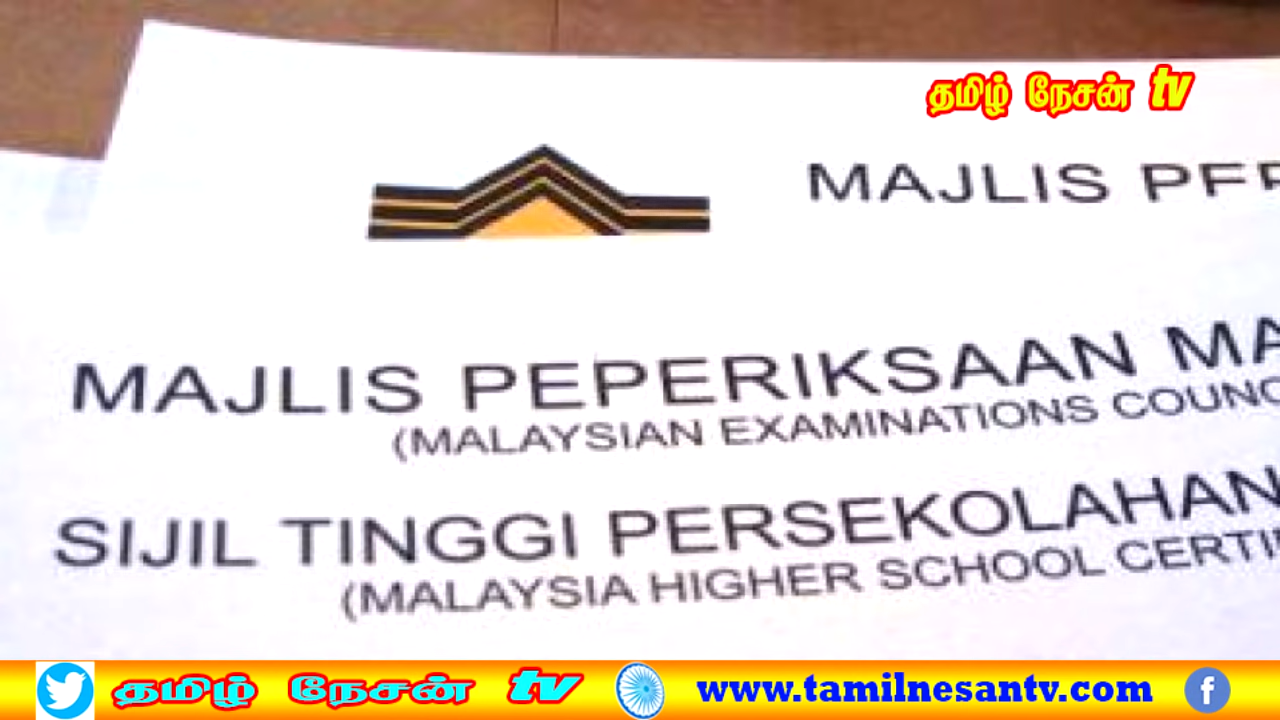 தமிழ் நேசன் tv
MAJLIS
MAJLIS PEPERIKSAAN MA
(MALAYSIAN EXAMINATIONS COUNC
SIJIL TINGGI PERSEKOLAHAN
(MALAYSIA HIGHER SCHOOL CERTI
தமிழ் நேசன் tv www.tamilnesantv.com